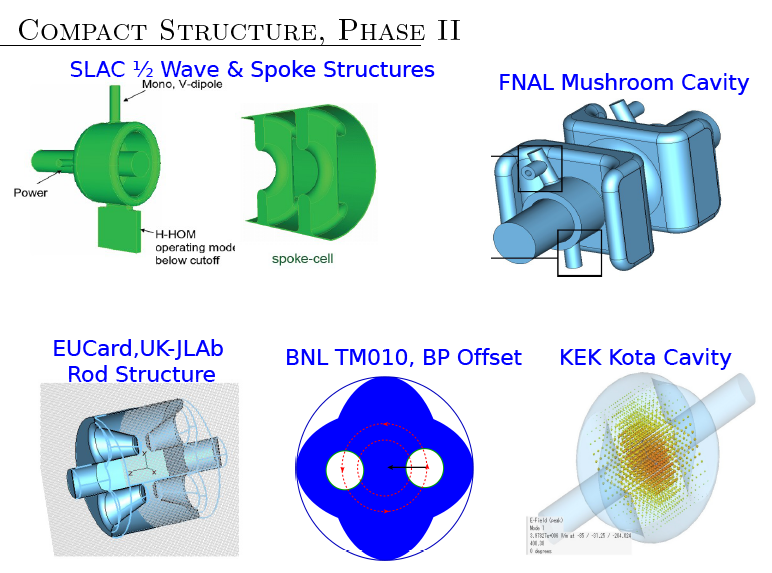 COMPACT STRUCTURE, PHASE II
SLAC ½ Wave & Spoke Structures
Mono, V-dipole
Power
H-HOM
operating mode
below cutoff
spoke-cell
FNAL Mushroom Cavity
EUCard,UK-JLAb
Rod Structure
BNL TM010, BP Offset
KEK Kota Cavity
E-Field (peak)
Mode 1
0 degrees